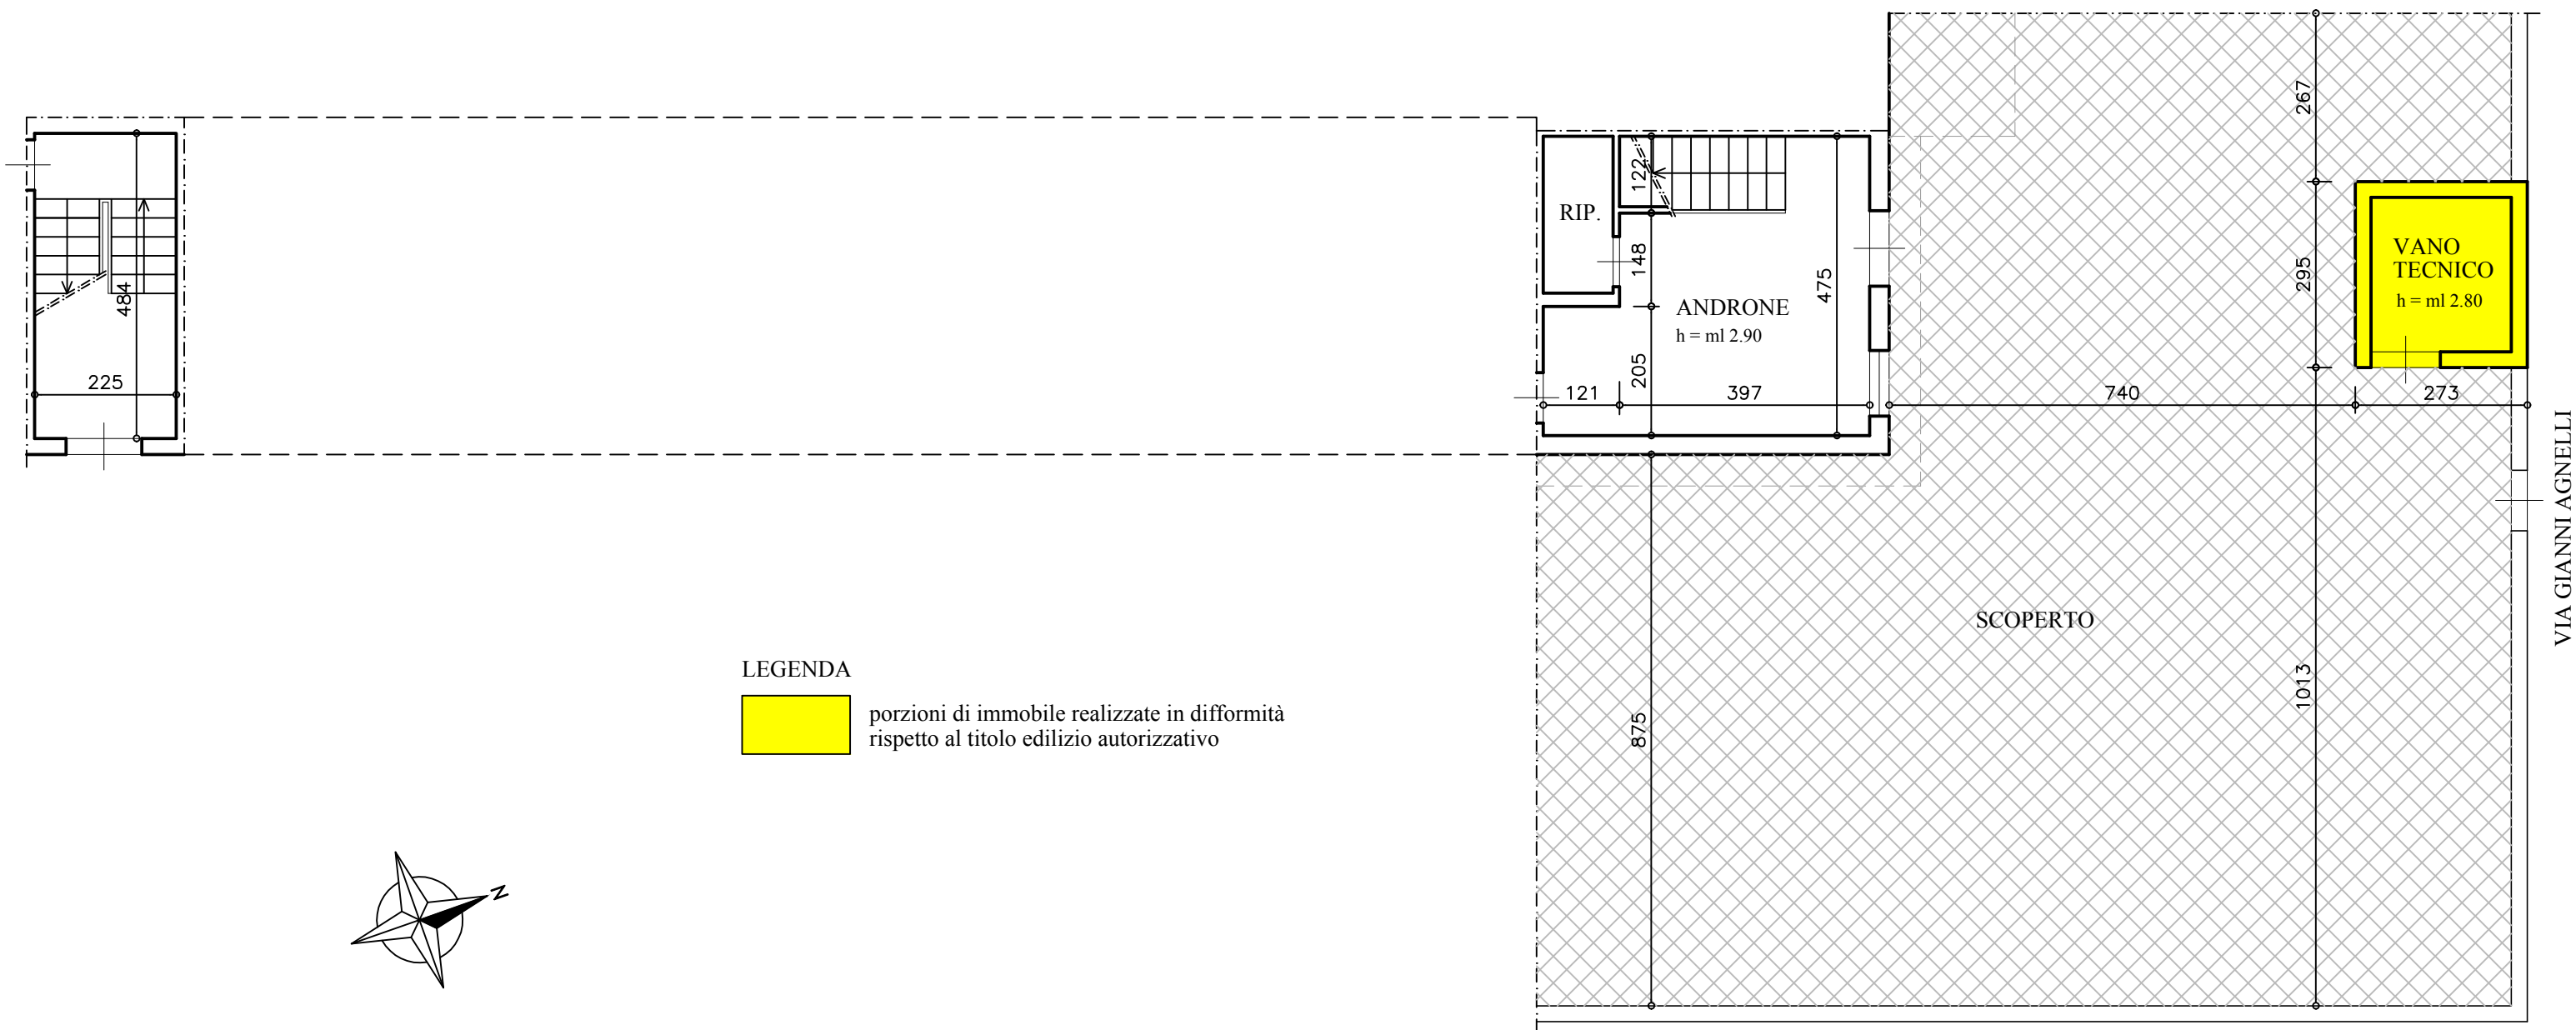 267
122
RIP.
148
475
484
295
VANO
TECNICO
h = ml 2.80
ANDRONE
h = ml 2.90
225
205
121
397
740
273
VIA GIANNI AGNELLI
SCOPERTO
LEGENDA
porzioni di immobile realizzate in difformità
rispetto al titolo edilizio autorizzativo
875
1013
N